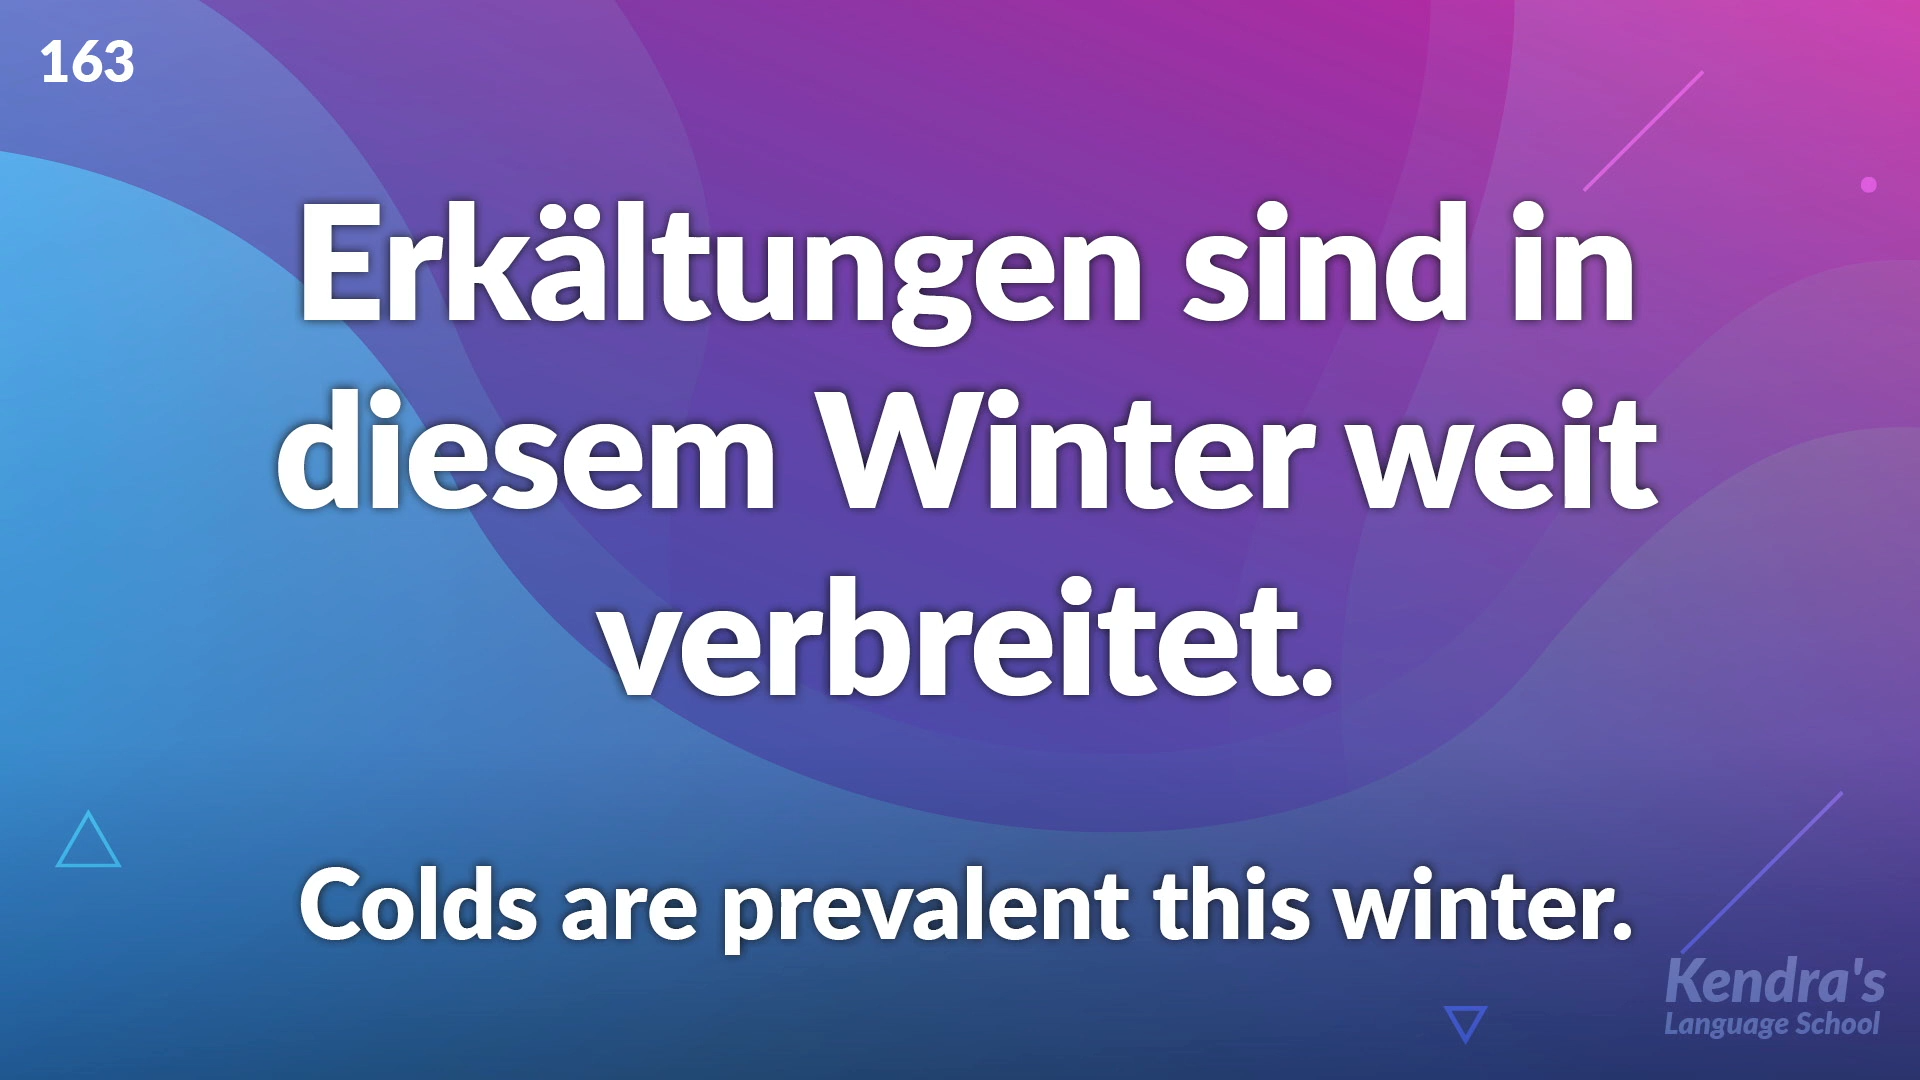 163
Erkältungen sind in
diesem Winter weit
verbreitet.
Colds are prevalent this winter.
Kendra's
Language School